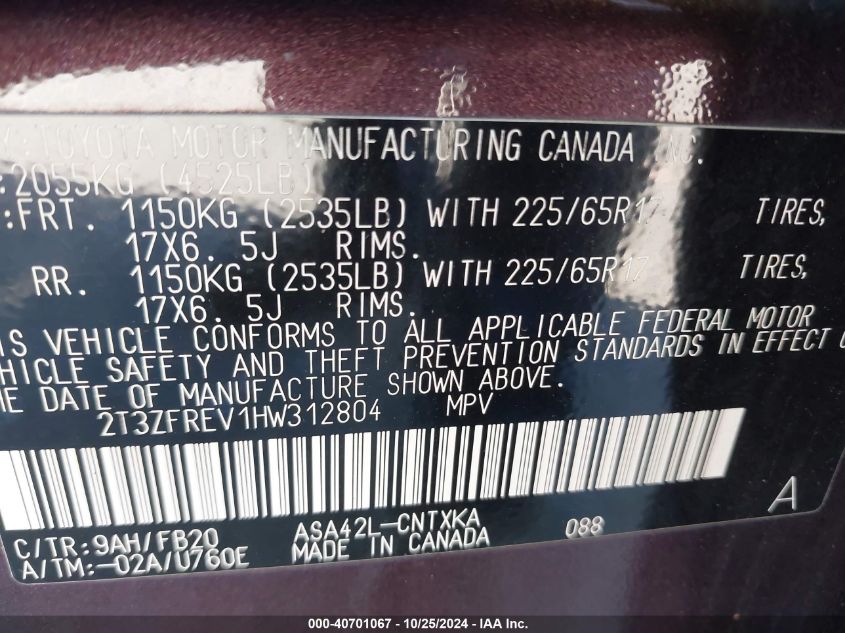 Y:TOYOTA MOTOR MANUFACTURING CANADA INC.
:2055KG (4525LB)
:FRT. 1150KG (2535LB) WITH 225/65R17 TIRES,
17X6. 5J RIMS.
RR. 1150KG (2535LB) WITH 225/65R17 TIRES,
17X6. 5J RIMS.
IS VEHICLE CONFORMS TO ALL APPLICABLE FEDERAL MOTOR
HICLE SAFETY AND THEFT PREVENTION STANDARDS IN EFFECT O
E DATE OF MANUFACTURE SHOWN ABOVE.
2T3ZFREV1HW312804 MPV
A
C/TR:9AH/FB20 ASA42L-CNTXKA 088
A/TM:-02A/U760E MADE IN CANADA
000-40701067 - 10/25/2024 - IAA Inc.